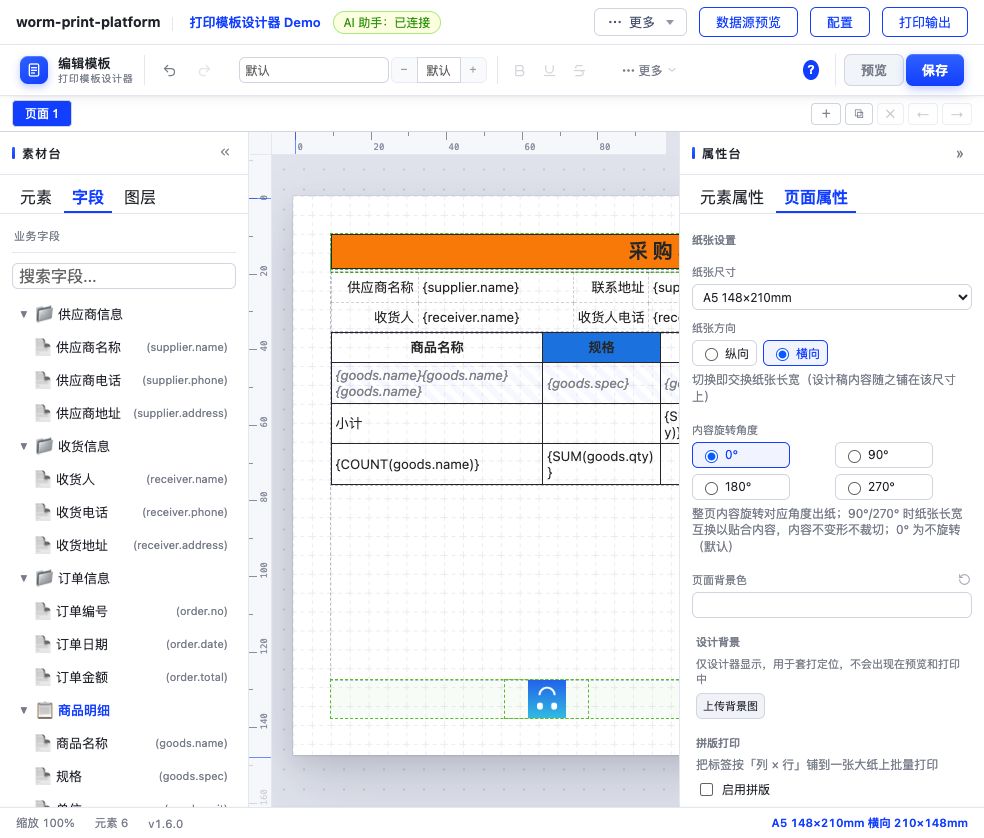 worm-print-platform 打印模板设计器 Demo AI 助手：已连接 ··· 更多 数据源预览 配置 打印输出
编辑模板
打印模板设计器
默认 − 默认 + B U S ··· 更多 ? 预览 保存
页面 1 + ← →
素材台 «
元素 字段 图层
业务字段
搜索字段...
供应商信息
供应商名称 (supplier.name)
供应商电话 (supplier.phone)
供应商地址 (supplier.address)
收货信息
收货人 (receiver.name)
收货电话 (receiver.phone)
收货地址 (receiver.address)
订单信息
订单编号 (order.no)
订单日期 (order.date)
订单金额 (order.total)
商品明细
商品名称 (goods.name)
规格 (goods.spec)
0 20 40 60 80
0
20
40
60
80
100
120
140
160
采 购
供应商名称 {supplier.name} 联系地址 {sup
收货人 {receiver.name} 收货人电话 {rec
商品名称 规格
{goods.name}{goods.name} {goods.spec} {g
{goods.name}
小计 {S
y)}
{COUNT(goods.name)} {SUM(goods.qty)
}
属性台 »
元素属性 页面属性
纸张设置
纸张尺寸
A5 148×210mm
纸张方向
纵向 横向
切换即交换纸张长宽（设计稿内容随之铺在该尺寸
上）
内容旋转角度
0° 90°
180° 270°
整页内容旋转对应角度出纸；90°/270° 时纸张长宽
互换以贴合内容，内容不变形不裁切；0° 为不旋转
（默认）
页面背景色
设计背景
仅设计器显示，用于套打定位，不会出现在预览和打印
中
上传背景图
拼版打印
把标签按「列 × 行」铺到一张大纸上批量打印
启用拼版
缩放 100% 元素 6 v1.6.0 A5 148×210mm 横向 210×148mm